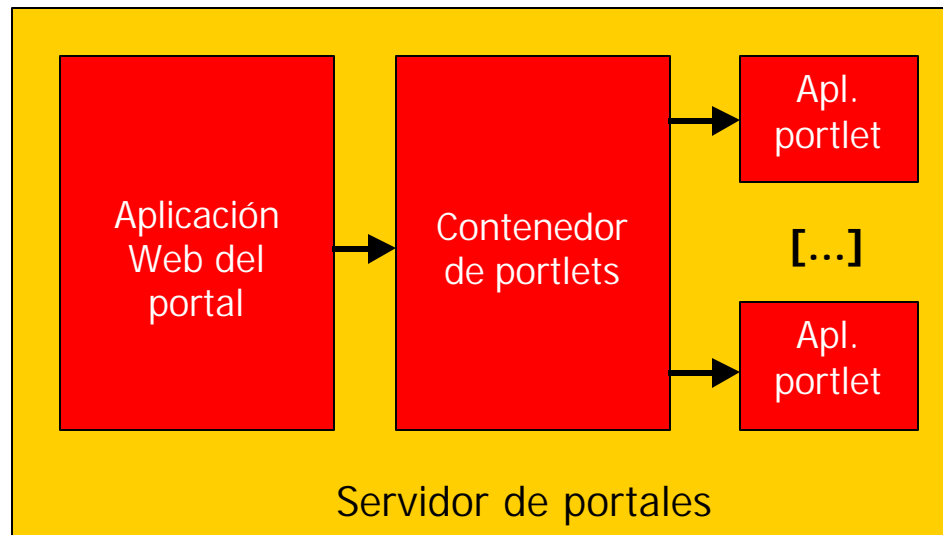 Aplicación
Web del
portal
Contenedor
de portlets
Apl.
portlet
[...]
Apl.
portlet
Servidor de portales